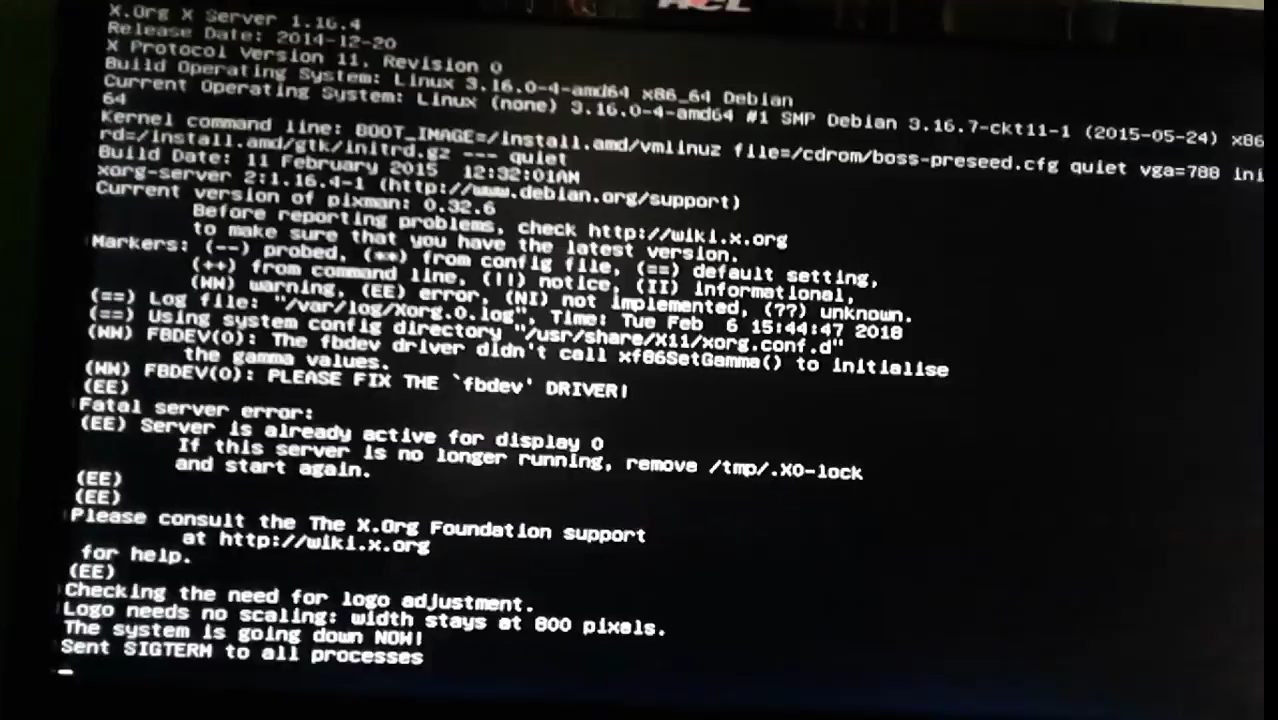 HCL
X.Org X Server 1.16.4
Release Date: 2014-12-20
X Protocol Version 11, Revision 0
Build Operating System: Linux 3.16.0-4-amd64 x86_64 Debian
Current Operating System: Linux (none) 3.16.0-4-amd64 #1 SMP Debian 3.16.7-ckt11-1 (2015-05-24) x86_
64
Kernel command line: BOOT_IMAGE=/install.amd/vmlinuz file=/cdrom/boss-preseed.cfg quiet vga=788 ini
rd=/install.amd/gtk/initrd.gz --- quiet
Build Date: 11 February 2015  12:32:01AM
xorg-server 2:1.16.4-1 (http://www.debian.org/support)
Current version of pixman: 0.32.6
Before reporting problems, check http://wiki.x.org
to make sure that you have the latest version.
Markers: (--) probed, (**) from config file, (==) default setting,
(++) from command line, (!!) notice, (II) informational,
(WW) warning, (EE) error, (NI) not implemented, (??) unknown.
(==) Log file: "/var/log/Xorg.0.log", Time: Tue Feb  6 15:44:47 2018
(==) Using system config directory "/usr/share/X11/xorg.conf.d"
(WW) FBDEV(0): The fbdev driver didn't call xf86SetGamma() to initialise
the gamma values.
(WW) FBDEV(0): PLEASE FIX THE `fbdev' DRIVER!
(EE)
Fatal server error:
(EE) Server is already active for display 0
If this server is no longer running, remove /tmp/.X0-lock
and start again.
(EE)
(EE)
Please consult the The X.Org Foundation support
at http://wiki.x.org
for help.
(EE)
Checking the need for logo adjustment.
Logo needs no scaling: width stays at 800 pixels.
The system is going down NOW!
Sent SIGTERM to all processes